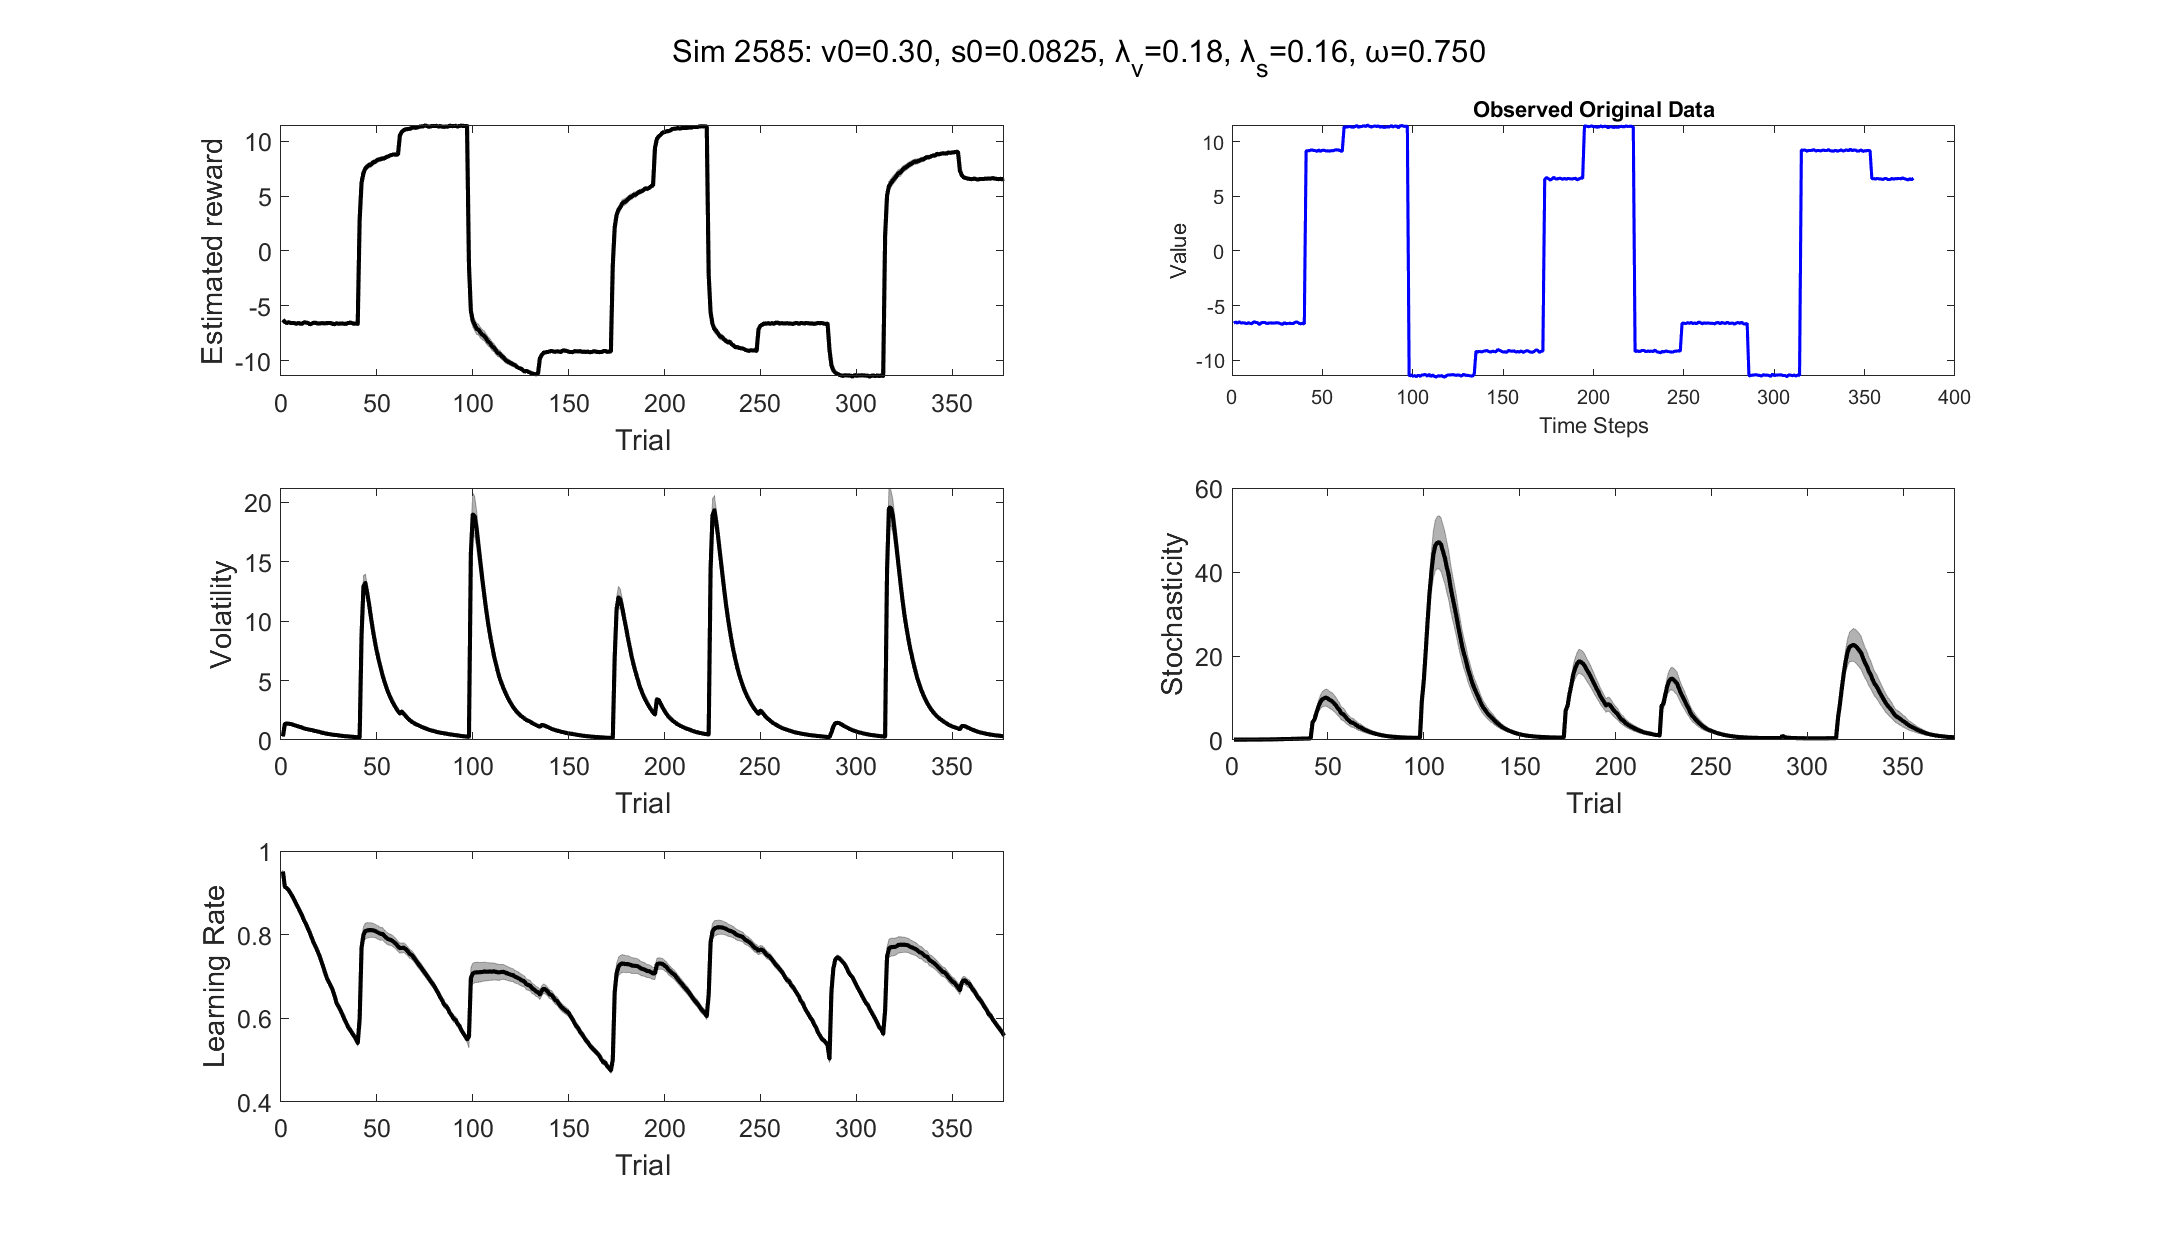 Sim 2585: v0=0.30, s0=0.0825, λv=0.18, λs=0.16, ω=0.750
Estimated reward
10
5
0
-5
-10
0 50 100 150 200 250 300 350
Trial
Observed Original Data
Value
10
5
0
-5
-10
0 50 100 150 200 250 300 350 400
Time Steps
Volatility
20
15
10
5
0
0 50 100 150 200 250 300 350
Trial
Stochasticity
60
40
20
0
0 50 100 150 200 250 300 350
Trial
Learning Rate
1
0.8
0.6
0.4
0 50 100 150 200 250 300 350
Trial